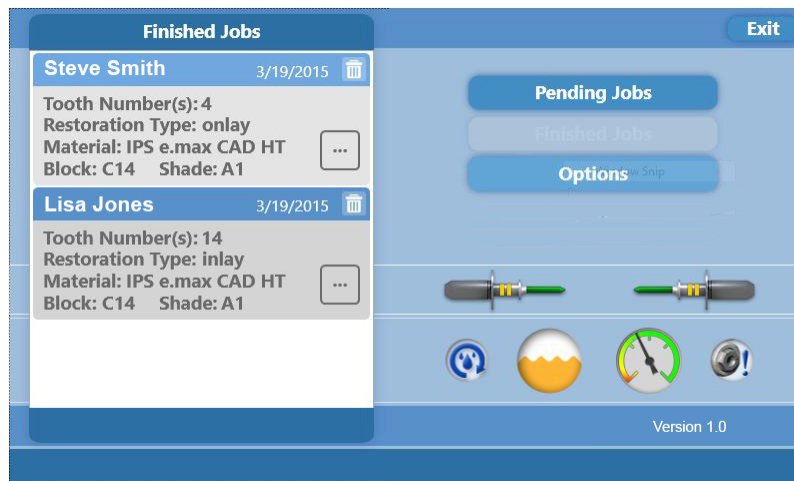 Finished Jobs
Exit
Steve Smith 3/19/2015
Tooth Number(s): 4
Restoration Type: onlay
Material: IPS e.max CAD HT
...
Block: C14 Shade: A1
Lisa Jones 3/19/2015
Tooth Number(s): 14
Restoration Type: inlay
Material: IPS e.max CAD HT
...
Block: C14 Shade: A1
Pending Jobs
Finished Jobs
Options
Snip
!
Version 1.0